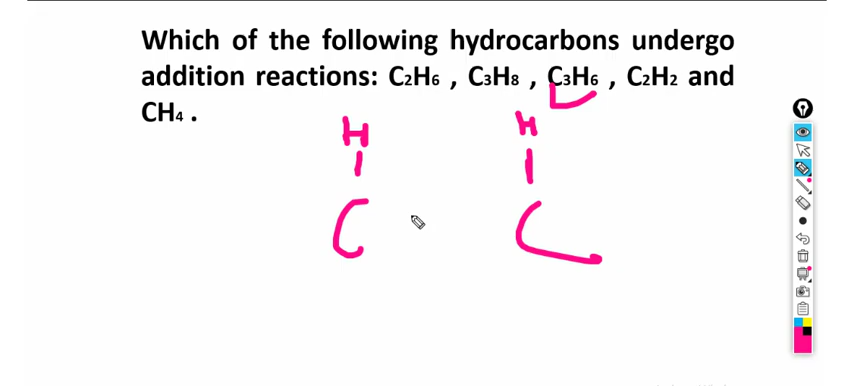 Which of the following hydrocarbons undergo
addition reactions: C₂H₆ , C₃H₈ , C₃H₆ , C₂H₂ and
CH₄ .
H H
C C